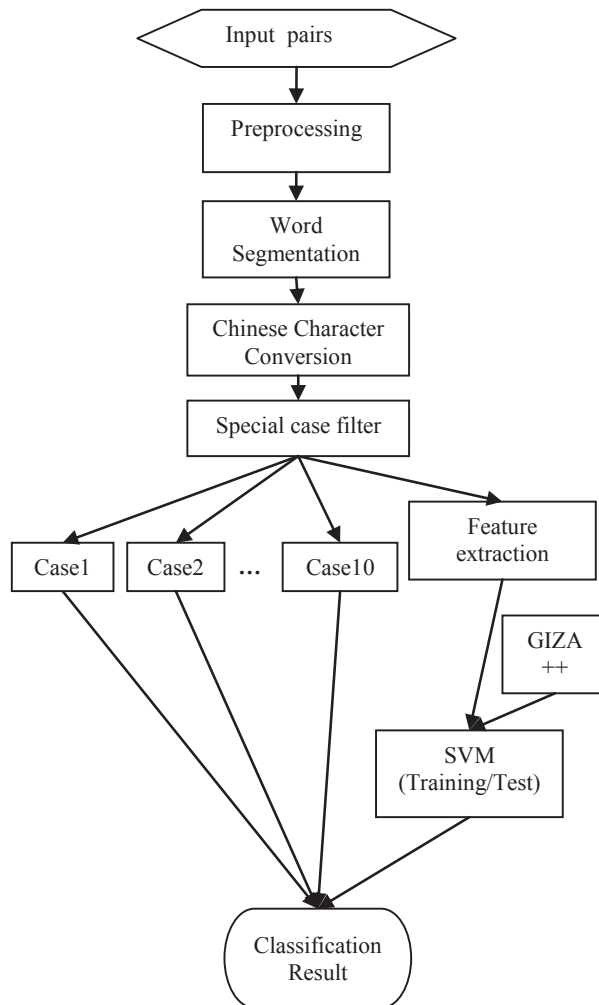 Input pairs
Preprocessing
Word
Segmentation
Chinese Character
Conversion
Special case filter
Case1
Case2
...
Case10
Feature
extraction
GIZA
++
SVM
(Training/Test)
Classification
Result